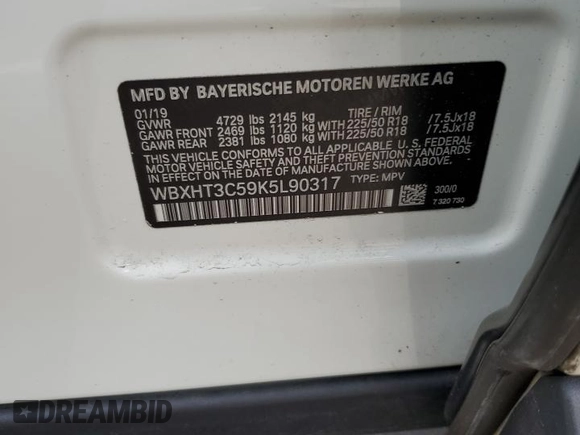 MFD BY BAYERISCHE MOTOREN WERKE AG
01/19
GVWR 4729 lbs 2145 kg TIRE / RIM
GAWR FRONT 2469 lbs 1120 kg WITH 225/50 R18 /7.5Jx18
GAWR REAR 2381 lbs 1080 kg WITH 225/50 R18 /7.5Jx18
THIS VEHICLE CONFORMS TO ALL APPLICABLE U. S. FEDERAL
MOTOR VEHICLE SAFETY, BUMPER, AND THEFT PREVENTION STANDARDS
IN EFFECT ON THE DATE OF MANUFACTURE SHOWN ABOVE.
WBXHT3C59K5L90317 TYPE: MPV
300/0
7 320 730
DREAMBID